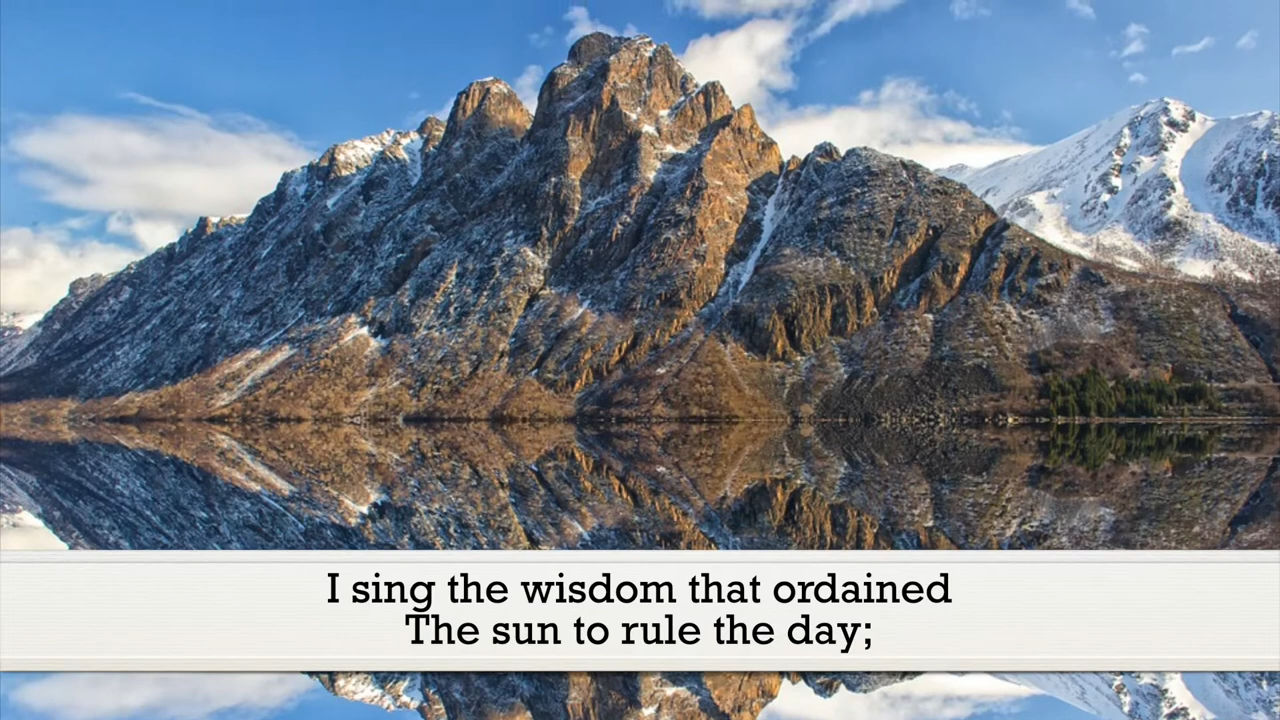 I sing the wisdom that ordained
The sun to rule the day;